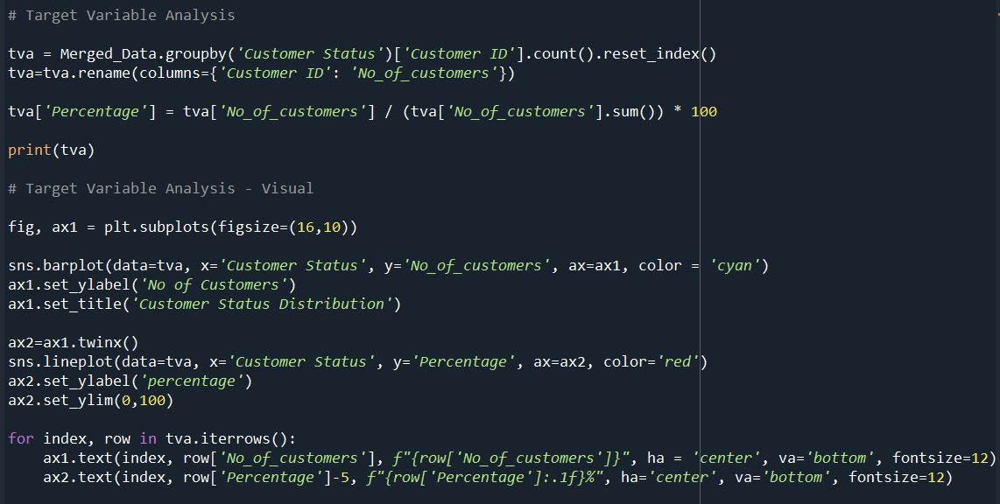 # Target Variable Analysis
tva = Merged_Data.groupby('Customer Status')['Customer ID'].count().reset_index()
tva=tva.rename(columns={'Customer ID': 'No_of_customers'})
tva['Percentage'] = tva['No_of_customers'] / (tva['No_of_customers'].sum()) * 100
print(tva)
# Target Variable Analysis - Visual
fig, ax1 = plt.subplots(figsize=(16,10))
sns.barplot(data=tva, x='Customer Status', y='No_of_customers', ax=ax1, color = 'cyan')
ax1.set_ylabel('No of Customers')
ax1.set_title('Customer Status Distribution')
ax2=ax1.twinx()
sns.lineplot(data=tva, x='Customer Status', y='Percentage', ax=ax2, color='red')
ax2.set_ylabel('percentage')
ax2.set_ylim(0,100)
for index, row in tva.iterrows():
    ax1.text(index, row['No_of_customers'], f"{row['No_of_customers']}", ha = 'center', va='bottom', fontsize=12)
    ax2.text(index, row['Percentage']-5, f"{row['Percentage']:.1f}%", ha='center', va='bottom', fontsize=12)